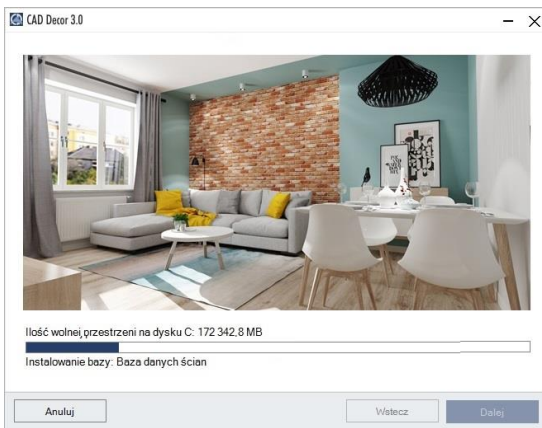 CAD Decor 3.0
Ilość wolnej przestrzeni na dysku C: 172 342,8 MB
Instalowanie bazy: Baza danych ścian
Anuluj
Wstecz
Dalej